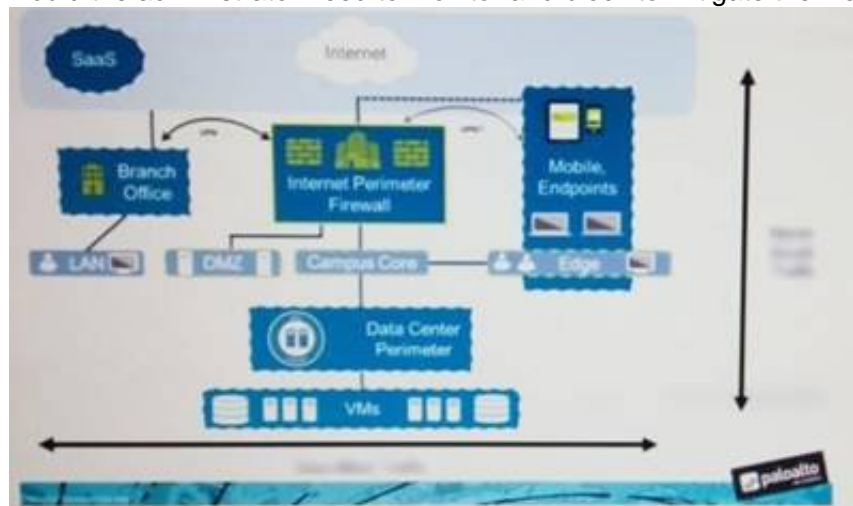 SaaS
Internet
Branch
Office
Internet Perimeter
Firewall
Mobile,
Endpoints
LAN
DMZ
Campus Core
Edge
Data Center
Perimeter
VMs
paloalto